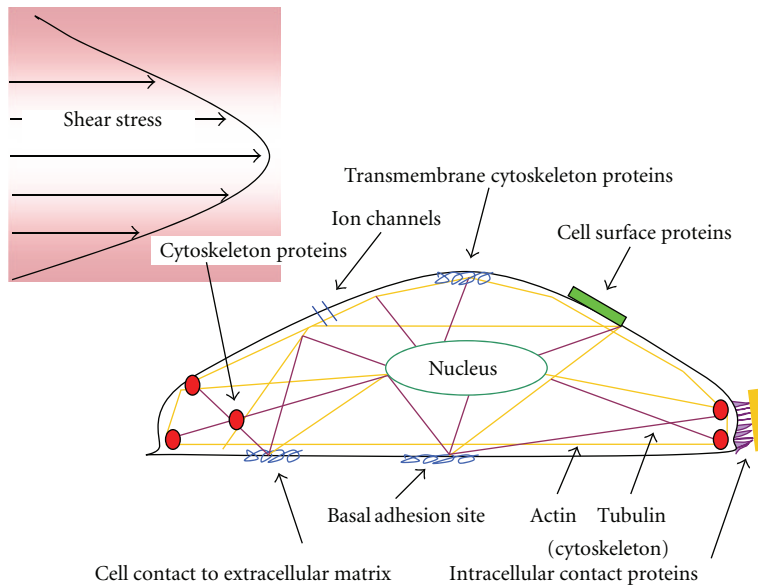 Shear stress
Transmembrane cytoskeleton proteins
Ion channels
Cell surface proteins
Cytoskeleton proteins
Nucleus
Basal adhesion site
Actin
Tubulin
(cytoskeleton)
Cell contact to extracellular matrix
Intracellular contact proteins